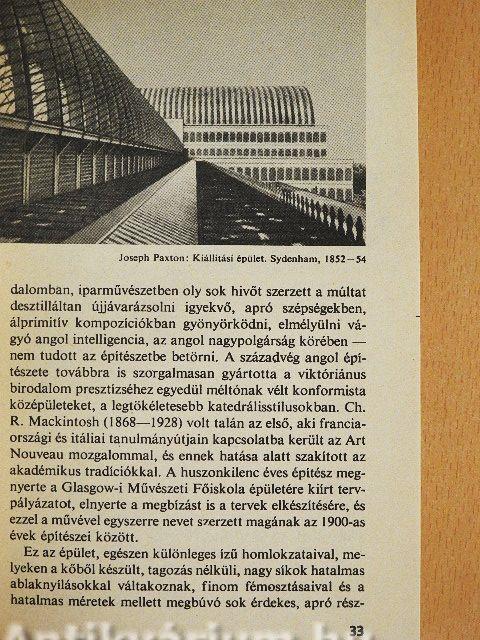 Joseph Paxton: Kiállítási épület. Sydenham, 1852—54
dalomban, iparművészetben oly sok hivőt szerzett a múltat
desztilláltan újjávarázsolni igyekvő, apró szépségekben,
álprimitív kompozíciókban gyönyörködni, elmélyülni vá-
gyó angol intelligencia, az angol nagypolgárság körében —
nem tudott az építészetbe betörni. A századvég angol épí-
tészete továbbra is szorgalmasan gyártotta a viktoriánus
birodalom presztízséhez egyedül méltónak vélt konformista
középületeket, a legtökéletesebb katedrálisstílusokban. Ch.
R. Mackintosh (1868—1928) volt talán az első, aki francia-
országi és itáliai tanulmányútjain kapcsolatba került az Art
Nouveau mozgalommal, és ennek hatása alatt szakított az
akadémikus tradíciókkal. A huszonkilenc éves építész meg-
nyerte a Glasgow-i Művészeti Főiskola épületére kiírt terv-
pályázatot, elnyerte a megbízást is a tervek elkészítésére, és
ezzel a művével egyszerre nevet szerzett magának az 1900-as
évek építészei között.
Ez az épület, egészen különleges ízű homlokzataival, me-
lyeken a kőből készült, tagozás nélküli, nagy síkok hatalmas
ablaknyílásokkal váltakoznak, finom fémosztásaival és a
hatalmas méretek mellett megbúvó sok érdekes, apró rész-
33